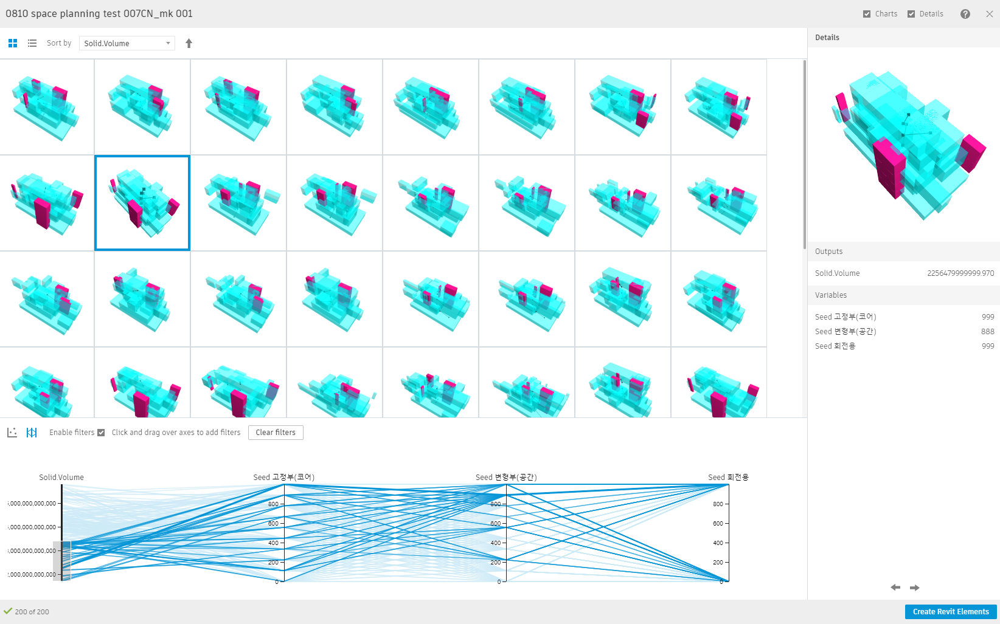 0810 space planning test 007CN_mk 001
Charts
Details
Sort by
Solid.Volume
Details
Outputs
Solid.Volume 2256479999999.970
Variables
Seed 고정부(코어) 999
Seed 변형부(공간) 888
Seed 회전용 999
Enable filters
Click and drag over axes to add filters
Clear filters
Solid.Volume
Seed 고정부(코어)
Seed 변형부(공간)
Seed 회전용
,000,000,000,000
,000,000,000,000
,000,000,000,000
,000,000,000,000
800
600
400
200
0
800
600
400
200
0
800
600
400
200
0
200 of 200
Create Revit Elements